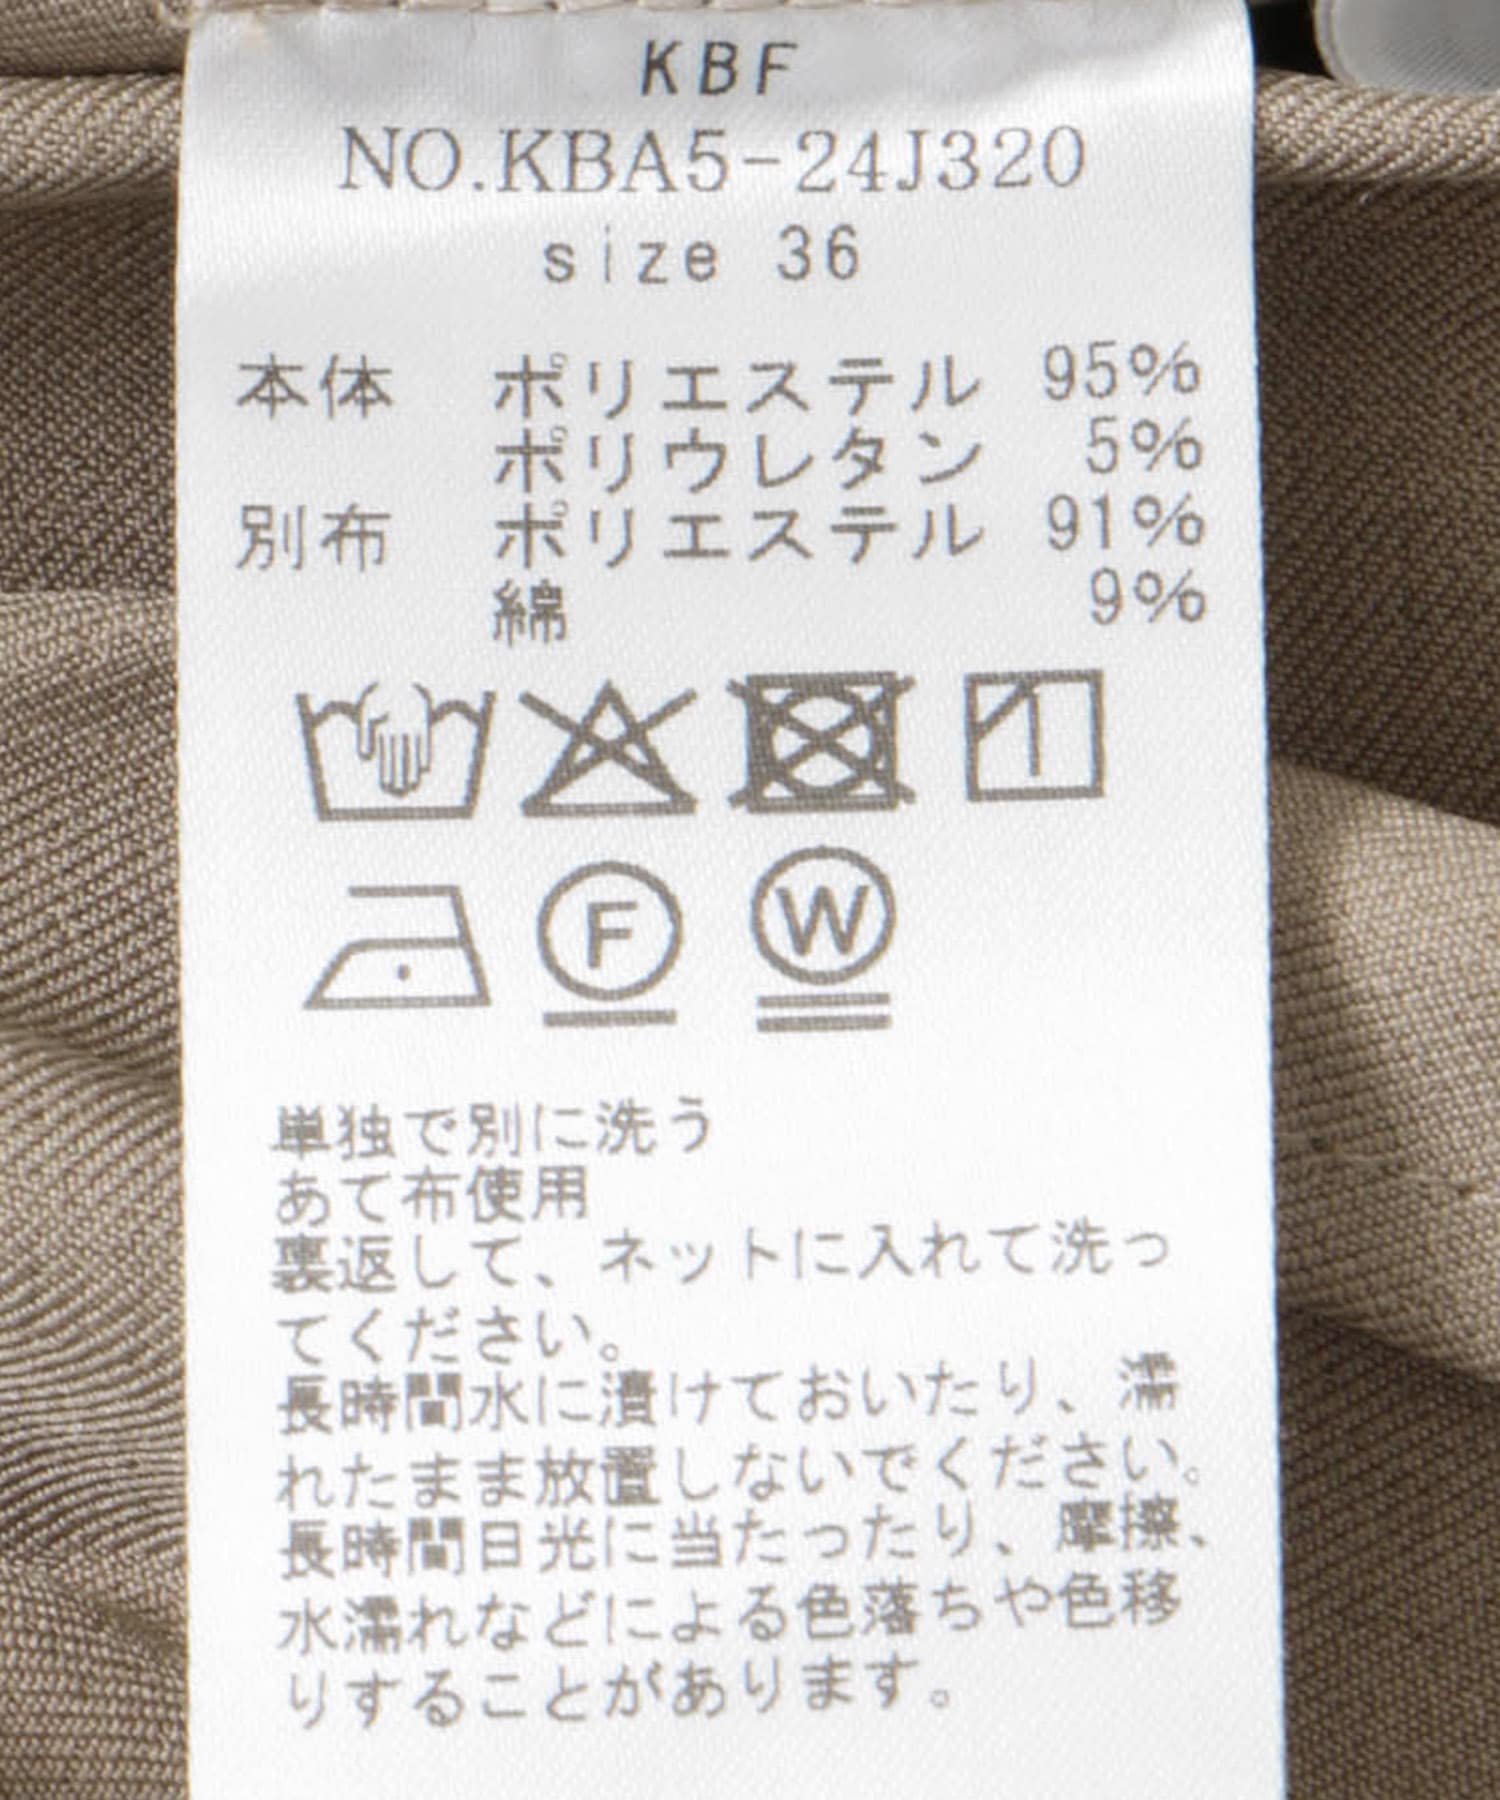 KBF
NO.KBA5-24J320
size 36
本体 ポリエステル 95%
ポリウレタン 5%
別布 ポリエステル 91%
綿 9%
F W
単独で別に洗う
あて布使用
裏返して、ネットに入れて洗っ
てください。
長時間水に漬けておいたり、濡
れたまま放置しないでください。
長時間日光に当たったり、摩擦、
水濡れなどによる色落ちや色移
りすることがあります。